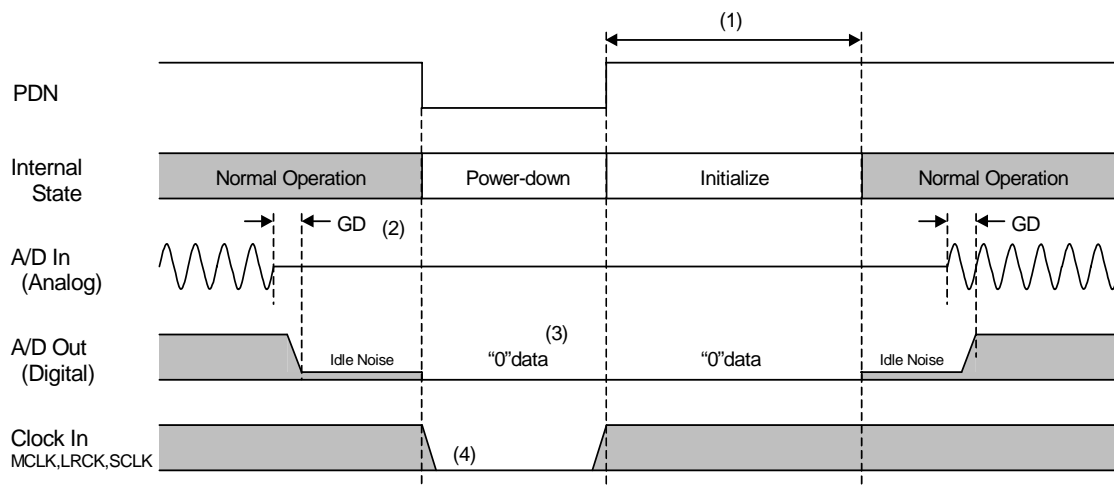 (1)
PDN
Internal
State
Normal Operation
Power-down
Initialize
Normal Operation
GD
(2)
GD
A/D In
(Analog)
A/D Out
(Digital)
Idle Noise
(3)
“0”data
“0”data
Idle Noise
Clock In
MCLK,LRCK,SCLK
(4)